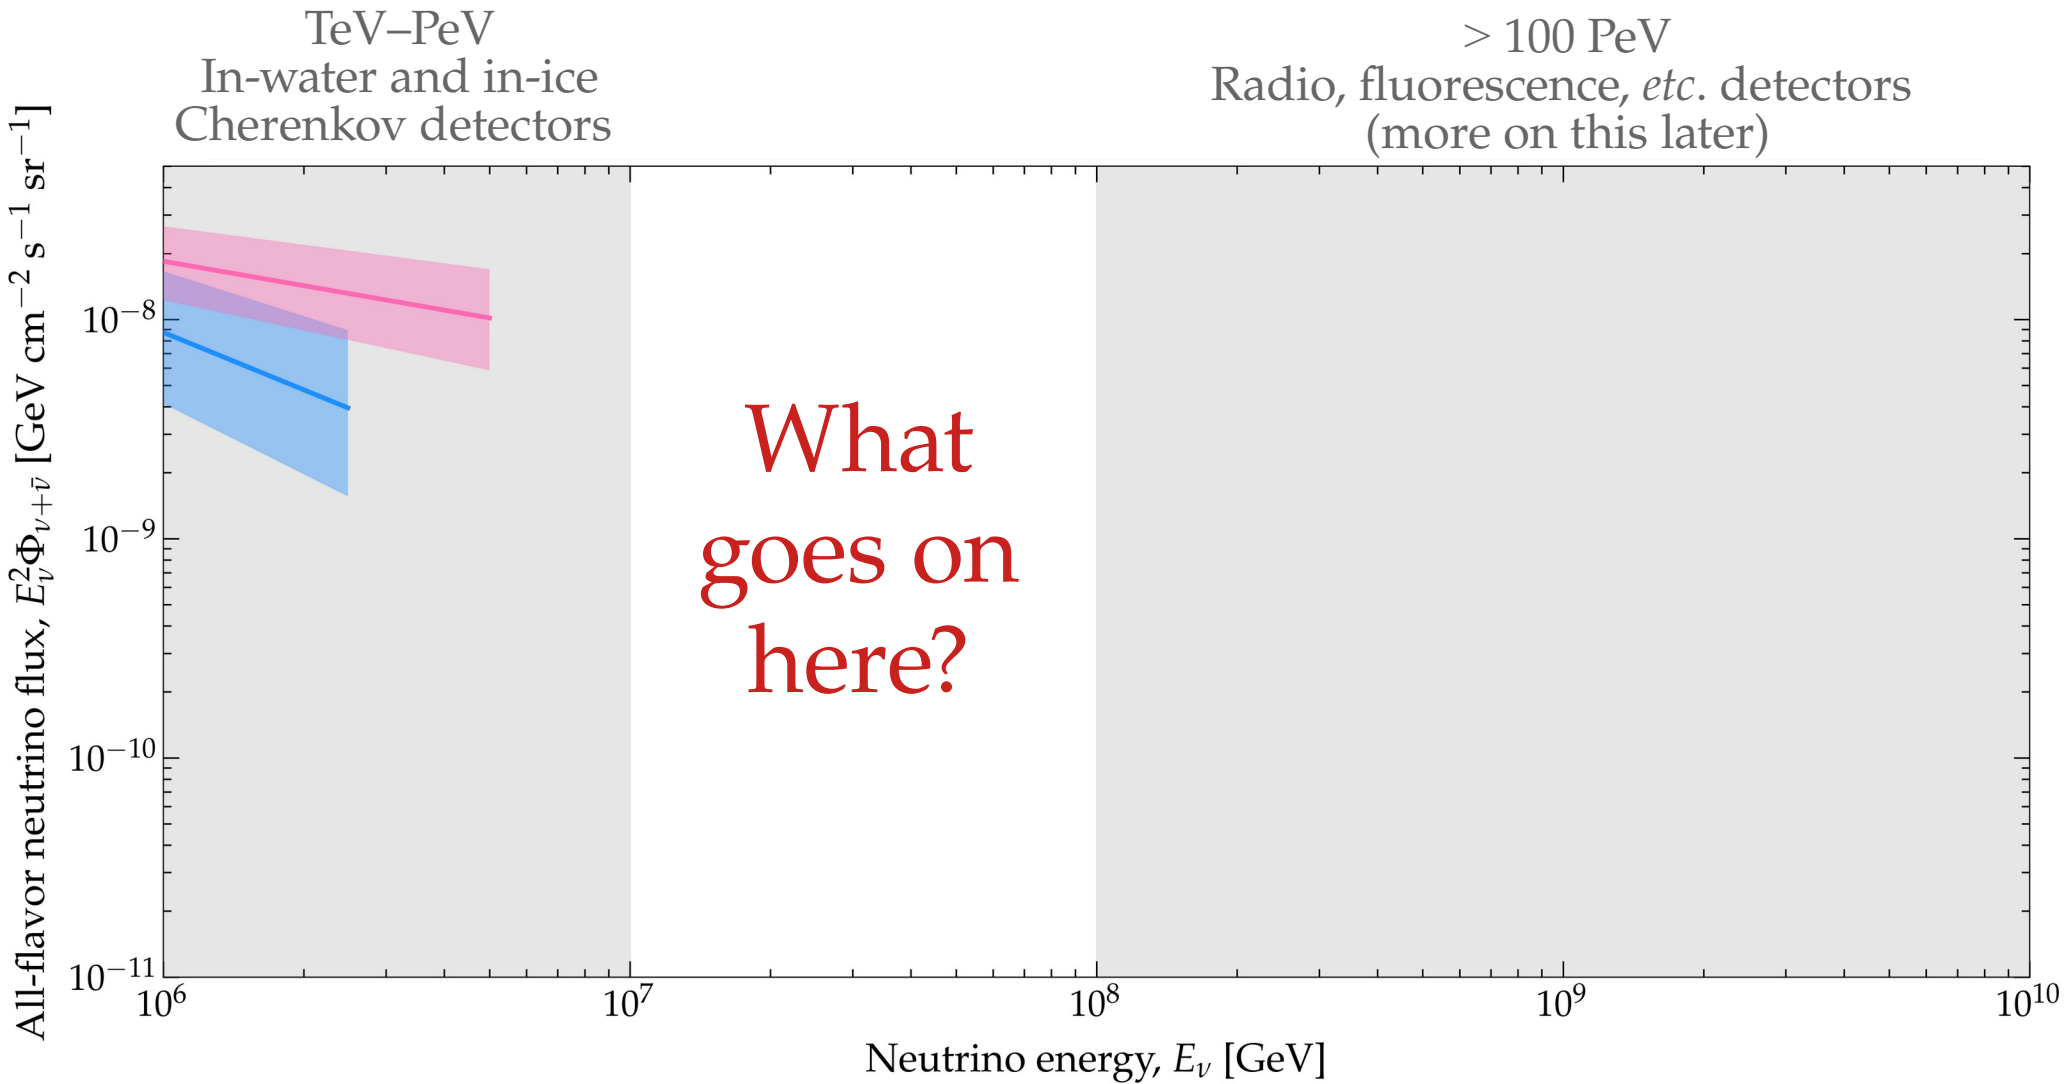 TeV–PeV
In-water and in-ice
Cherenkov detectors
> 100 PeV
Radio, fluorescence, etc. detectors
(more on this later)
All-flavor neutrino flux, E_ν^2Φ_{ν+ν̄} [GeV cm^{−2} s^{−1} sr^{−1}]
10^{−8}
10^{−9}
10^{−10}
10^{−11}
What
goes on
here?
10^6
10^7
10^8
10^9
10^{10}
Neutrino energy, E_ν [GeV]